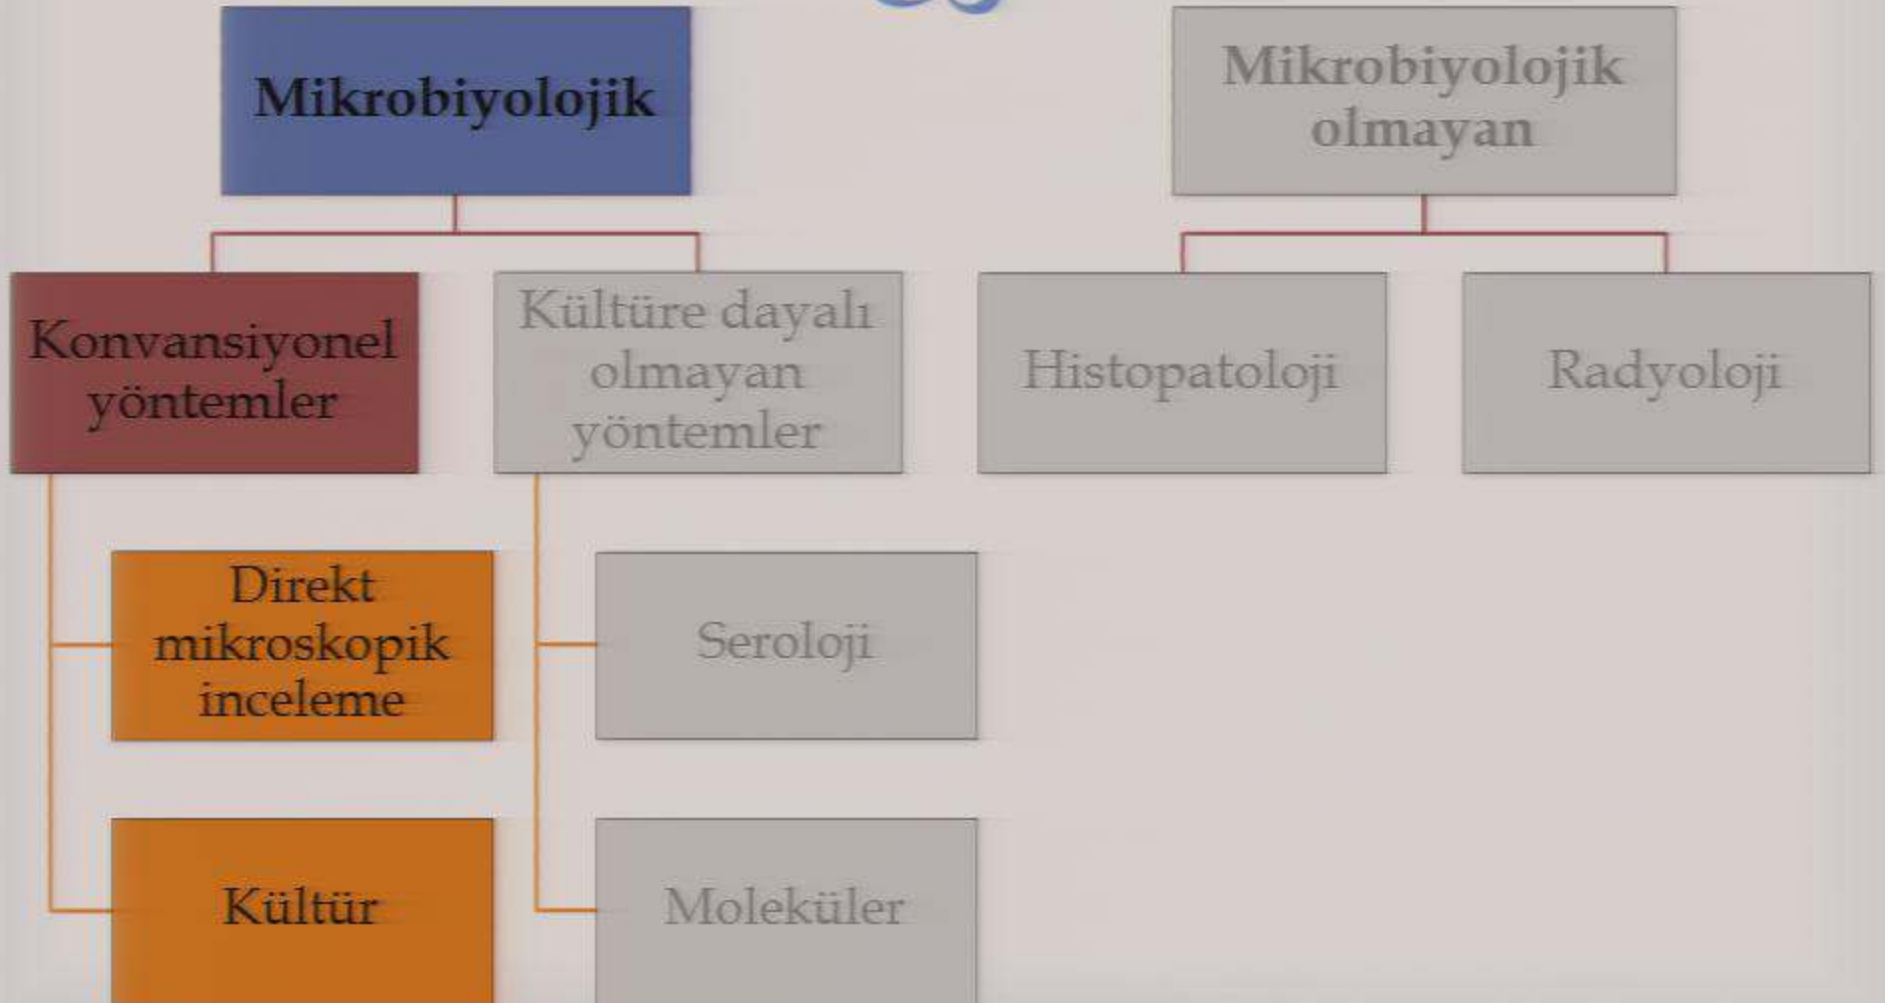 Mikrobiyolojik
Mikrobiyolojik
olmayan
Konvansiyonel
yöntemler
Kültüre dayalı
olmayan
yöntemler
Histopatoloji
Radyoloji
Direkt
mikroskopik
inceleme
Seroloji
Kültür
Moleküler